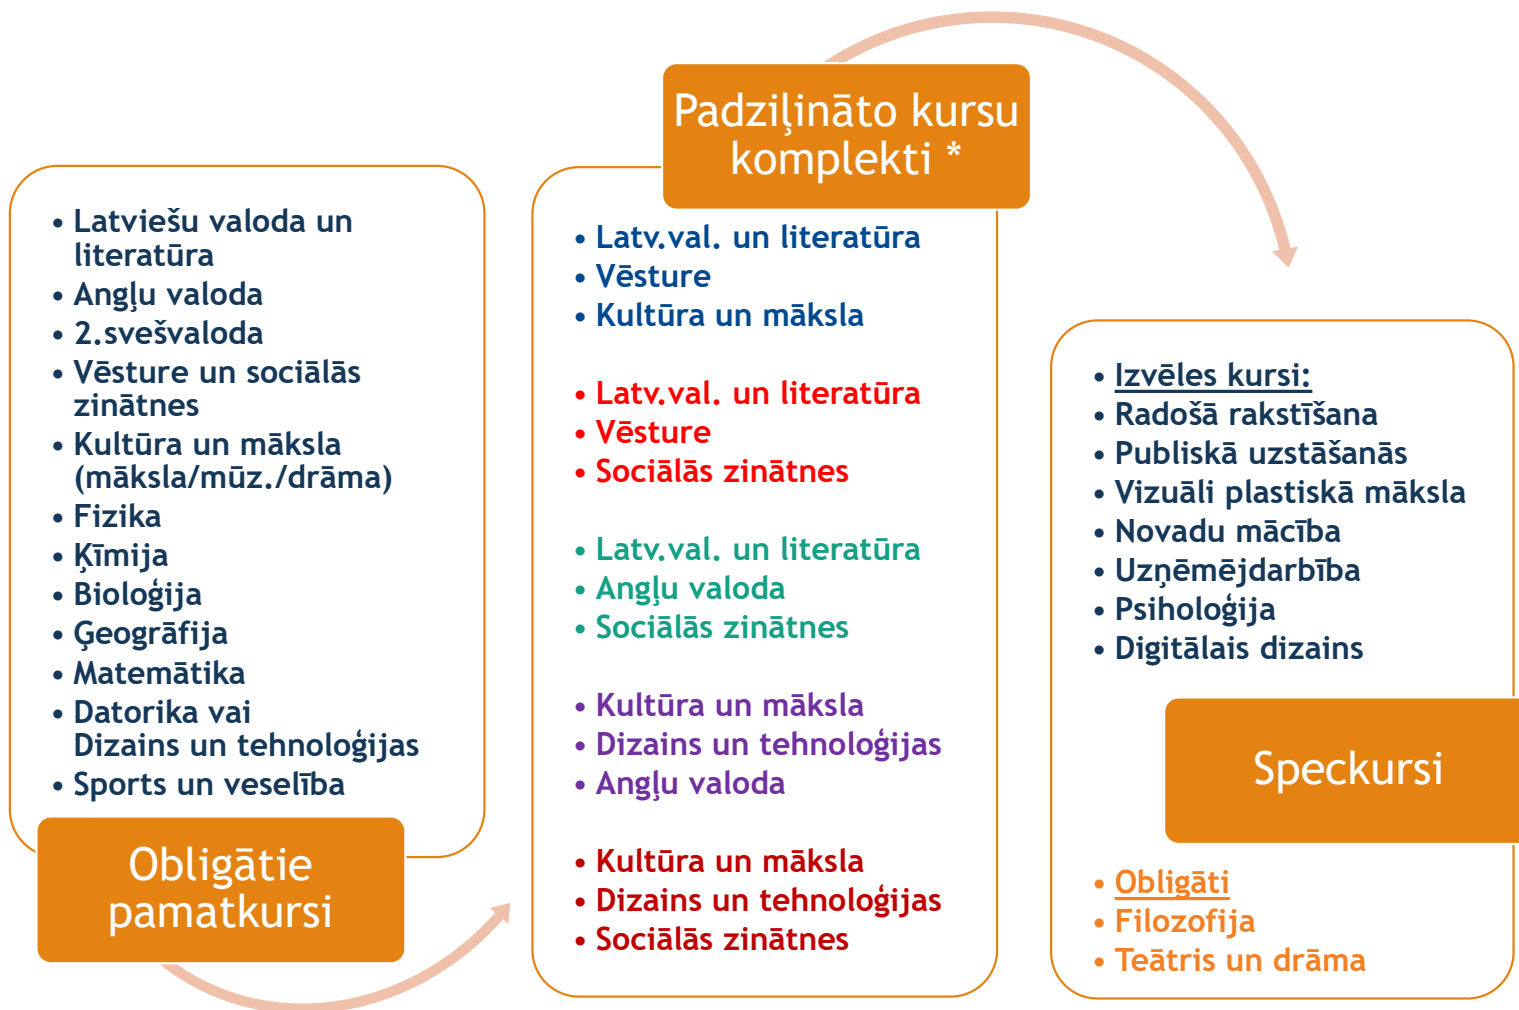 • Latviešu valoda un
literatūra
• Angļu valoda
• 2.svešvaloda
• Vēsture un sociālās
zinātnes
• Kultūra un māksla
(māksla/mūz./drāma)
• Fizika
• Ķīmija
• Bioloģija
• Ģeogrāfija
• Matemātika
• Datorika vai
Dizains un tehnoloģijas
• Sports un veselība
Obligātie
pamatkursi
Padziļināto kursu
komplekti *
• Latv.val. un literatūra
• Vēsture
• Kultūra un māksla
• Latv.val. un literatūra
• Vēsture
• Sociālās zinātnes
• Latv.val. un literatūra
• Angļu valoda
• Sociālās zinātnes
• Kultūra un māksla
• Dizains un tehnoloģijas
• Angļu valoda
• Kultūra un māksla
• Dizains un tehnoloģijas
• Sociālās zinātnes
• Izvēles kursi:
• Radošā rakstīšana
• Publiskā uzstāšanās
• Vizuāli plastiskā māksla
• Novadu mācība
• Uzņēmējdarbība
• Psiholoģija
• Digitālais dizains
Speckursi
• Obligāti
• Filozofija
• Teātris un drāma